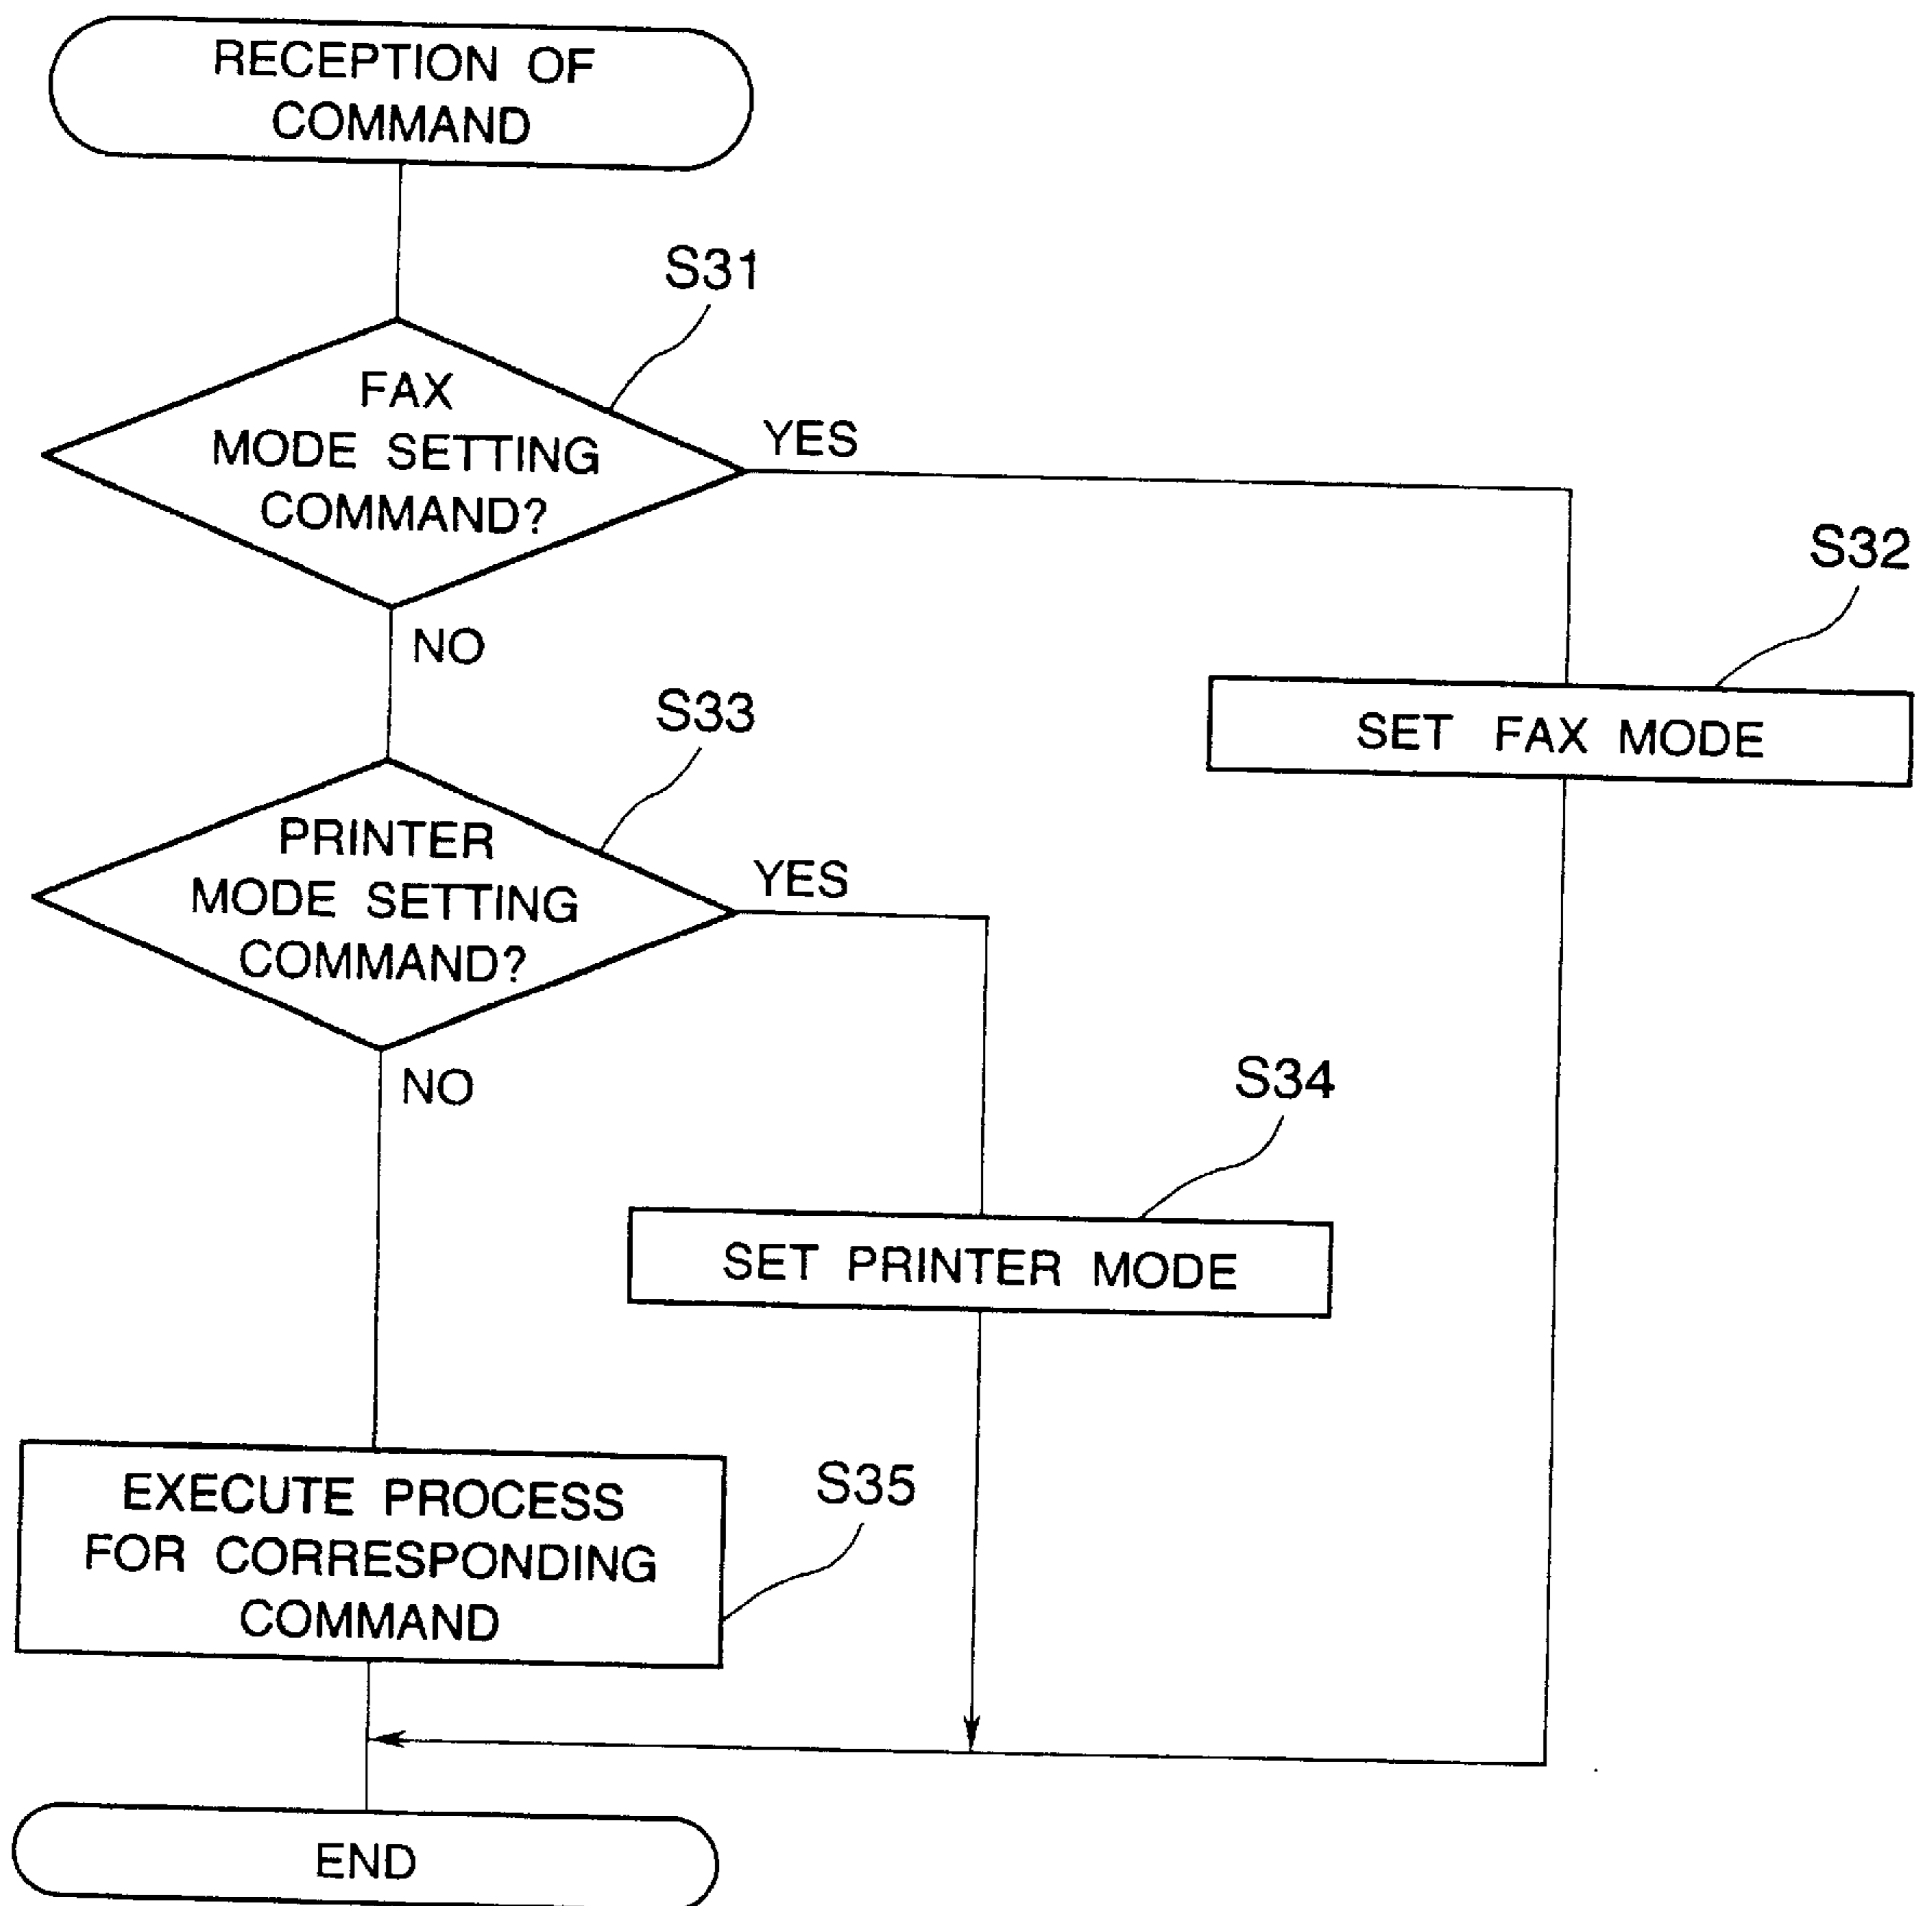 RECEPTION OF
COMMAND
S31
FAX
MODE SETTING
COMMAND?
YES
NO
S32
SET FAX MODE
S33
PRINTER
MODE SETTING
COMMAND?
YES
NO
S34
SET PRINTER MODE
EXECUTE PROCESS
FOR CORRESPONDING
COMMAND
S35
END